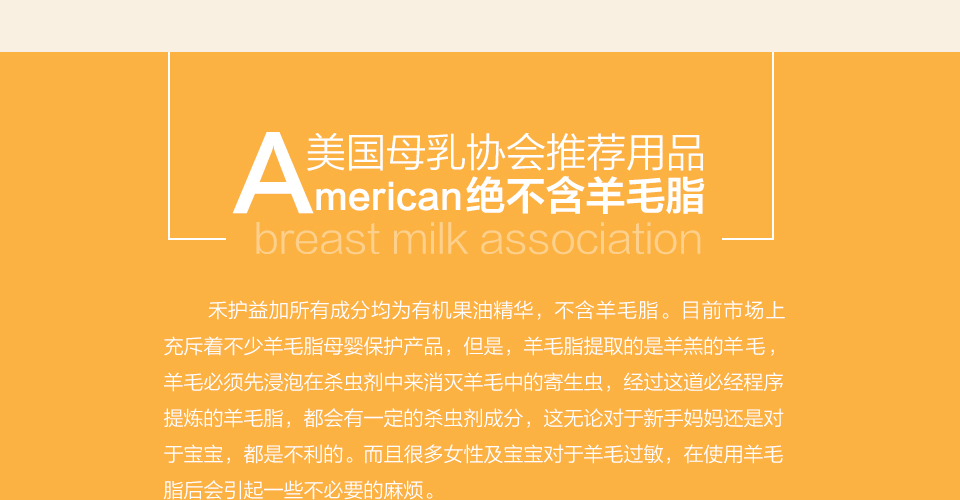 美国母乳协会推荐用品
American绝不含羊毛脂
breast milk association
禾护益加所有成分均为有机果油精华，不含羊毛脂。目前市场上
充斥着不少羊毛脂母婴保护产品，但是，羊毛脂提取的是羊羔的羊毛，
羊毛必须先浸泡在杀虫剂中来消灭羊毛中的寄生虫，经过这道必经程序
提炼的羊毛脂，都会有一定的杀虫剂成分，这无论对于新手妈妈还是对
于宝宝，都是不利的。而且很多女性及宝宝对于羊毛过敏，在使用羊毛
脂后会引起一些不必要的麻烦。